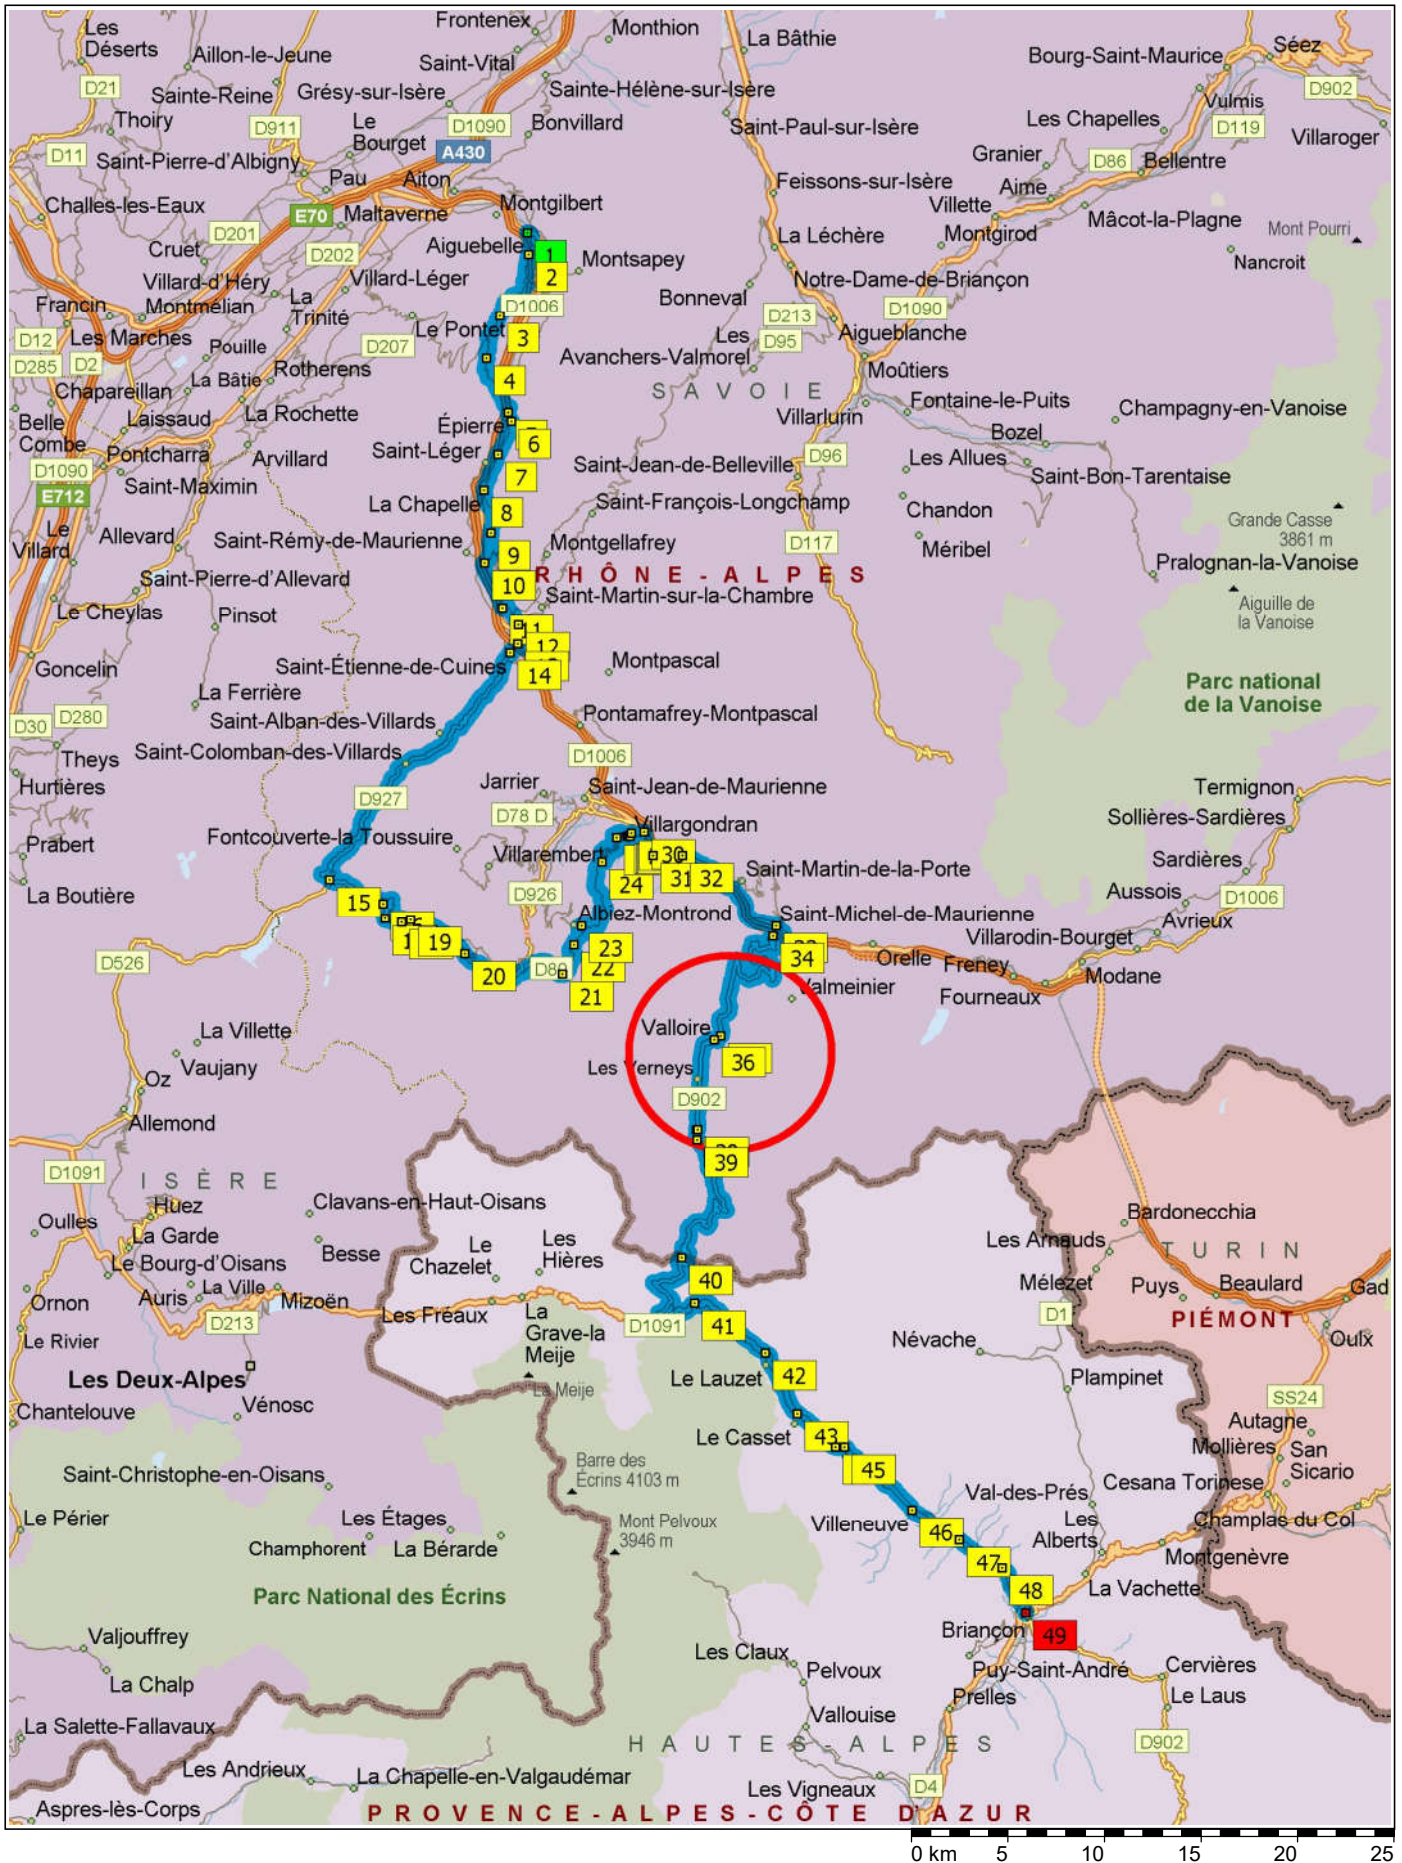 Les
Déserts
Frontenex
Monthion
La Bâthie
Bourg-Saint-Maurice
Séez
Aillon-le-Jeune
Saint-Vital
D21
Sainte-Reine
Grésy-sur-Isère
Sainte-Hélène-sur-Isère
Vulmis
D902
Thoiry
D911
Le
Bourget
D1090
Bonvillard
Saint-Paul-sur-Isère
Les Chapelles
D119
Villaroger
D11
Saint-Pierre-d'Albigny
A430
Granier
D86
Bellentre
Pau
Aiton
Feissons-sur-Isère
Aime
Challes-les-Eaux
E70
Maltaverne
Montgilbert
Villette
Mâcot-la-Plagne
Mont Pourri
D201
Cruet
D202
Aiguebelle
1
Montsapey
La Léchère
Montgirod
Nancroit
Villard-d'Héry
Villard-Léger
2
Notre-Dame-de-Briançon
Francin
Montmélian
La
Trinité
D1006
Bonneval
D213
D1090
D12
Les Marches
Pouille
D207
Le Pontet
3
Les
Avanchers-Valmorel
D95
Aigueblanche
D285
D2
La Bâtie
Rotherens
4
Moûtiers
Chapareillan
SAVOIE
Fontaine-le-Puits
Champagny-en-Vanoise
Belle
Combe
Laissaud
La Rochette
Épierre
6
Villarlurin
Bozel
Pontcharra
Arvillard
Saint-Léger
Saint-Jean-de-Belleville
D96
Les Allues
Saint-Bon-Tarentaise
D1090
Saint-Maximin
7
E712
La Chapelle
8
Saint-François-Longchamp
Chandon
Grande Casse
3861 m
Le
Villard
Allevard
Saint-Rémy-de-Maurienne
9
Montgellafrey
D117
Méribel
Pralognan-la-Vanoise
Saint-Pierre-d'Allevard
10
RHÔNE-ALPES
Aiguille de
la Vanoise
Le Cheylas
Pinsot
Saint-Martin-sur-la-Chambre
11
12
Goncelin
Saint-Étienne-de-Cuines
14
Montpascal
Parc national
de la Vanoise
La Ferrière
D30
D280
Saint-Alban-des-Villards
Pontamafrey-Montpascal
Theys
Saint-Colomban-des-Villards
D1006
Hurtières
Jarrier
Saint-Jean-de-Maurienne
Termignon
D927
D78 D
Sollières-Sardières
Prabert
Fontcouverte-la Toussuire
Villargondran
Villarembert
30
Sardières
La Boutière
24
31
32
Saint-Martin-de-la-Porte
Aussois
D1006
15
D926
Albiez-Montrond
Saint-Michel-de-Maurienne
Avrieux
19
23
34
Villarodin-Bourget
D526
20
22
Orelle
Freney
Modane
21
Valmeinier
Fourneaux
La Villette
Valloire
Vaujany
36
Oz
Les Verneys
Allemond
D902
D1091
ISÈRE
39
Huez
Clavans-en-Haut-Oisans
Oulles
La Garde
Besse
Le
Chazelet
Les
Hières
Les Arnauds
Bardonecchia
TURIN
Le Bourg-d'Oisans
40
Mélezet
Puys
Beaulard
Gad
Ornon
Auris
La Ville
Mizoën
Les Fréaux
La
Grave-la
Meije
D1091
41
D1
PIÉMONT
Le Rivier
D213
Névache
Oulx
Les Deux-Alpes
La Meije
Le Lauzet
42
Plampinet
SS24
Chantelouve
Vénosc
Autagne
Le Casset
43
Mollières
San
Sicario
Saint-Christophe-en-Oisans
Barre des
Écrins 4103 m
45
Cesana Torinese
Le Périer
Les Étages
Mont Pelvoux
3946 m
Villeneuve
46
Val-des-Prés
Les
Alberts
Champlas du Col
Champhorent
La Bérarde
47
Montgenèvre
Parc National des Écrins
48
La Vachette
Briançon
49
Valjouffrey
Les Claux
Pelvoux
Puy-Saint-André
Cervières
La Chalp
Prelles
Le Laus
Vallouise
La Salette-Fallavaux
HAUTES-ALPES
D902
Les Andrieux
La Chapelle-en-Valgaudémar
Les Vigneaux
D4
Aspres-lès-Corps
PROVENCE-ALPES-CÔTE D'AZUR
0 km 5 10 15 20 25